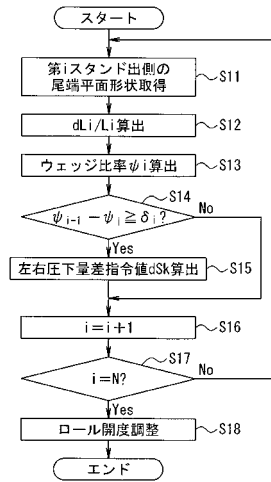 スタート
第iスタンド出側の
尾端平面形状取得
S11
dLi/Li算出
S12
ウェッジ比率ψi算出
S13
S14
ψi-1－ψi≧δi?
No
Yes
左右圧下量差指令値dSk算出
S15
i=i+1
S16
S17
i=N?
No
Yes
ロール開度調整
S18
エンド